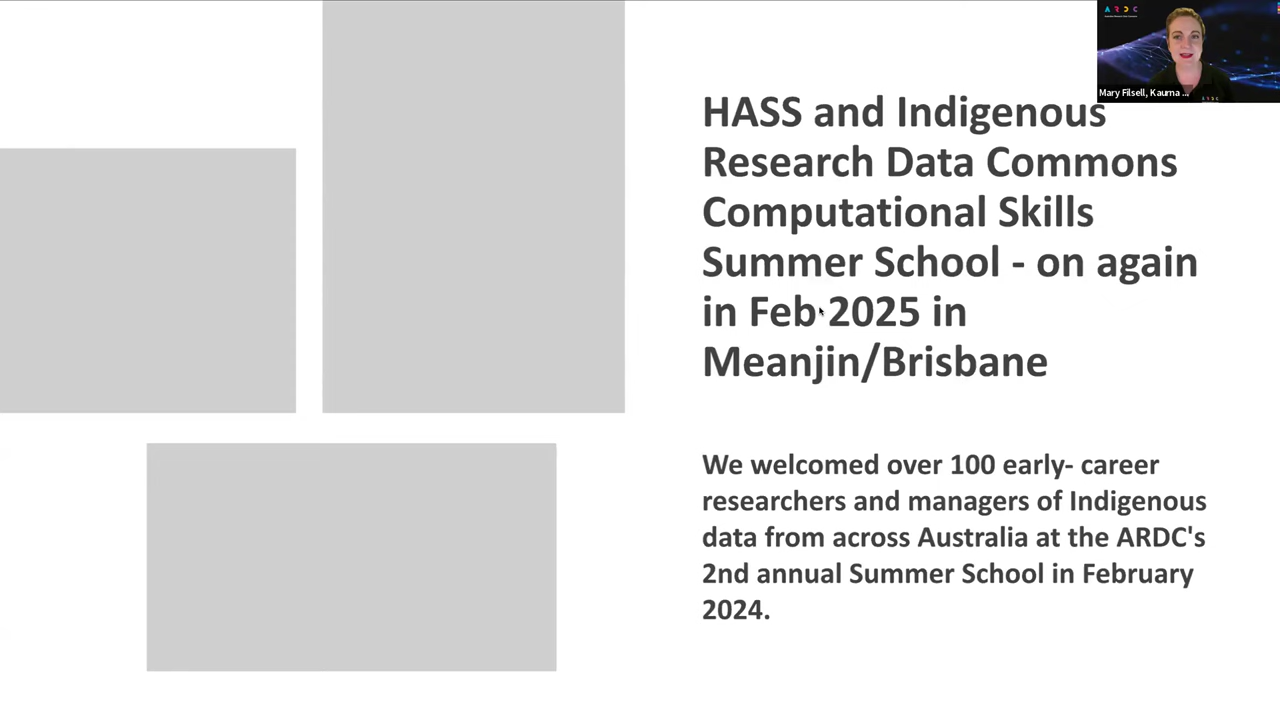 ARDC
Mary Filsell, Kaurna ...
ARDC
HASS and Indigenous
Research Data Commons
Computational Skills
Summer School - on again
in Feb 2025 in
Meanjin/Brisbane
We welcomed over 100 early- career
researchers and managers of Indigenous
data from across Australia at the ARDC's
2nd annual Summer School in February
2024.